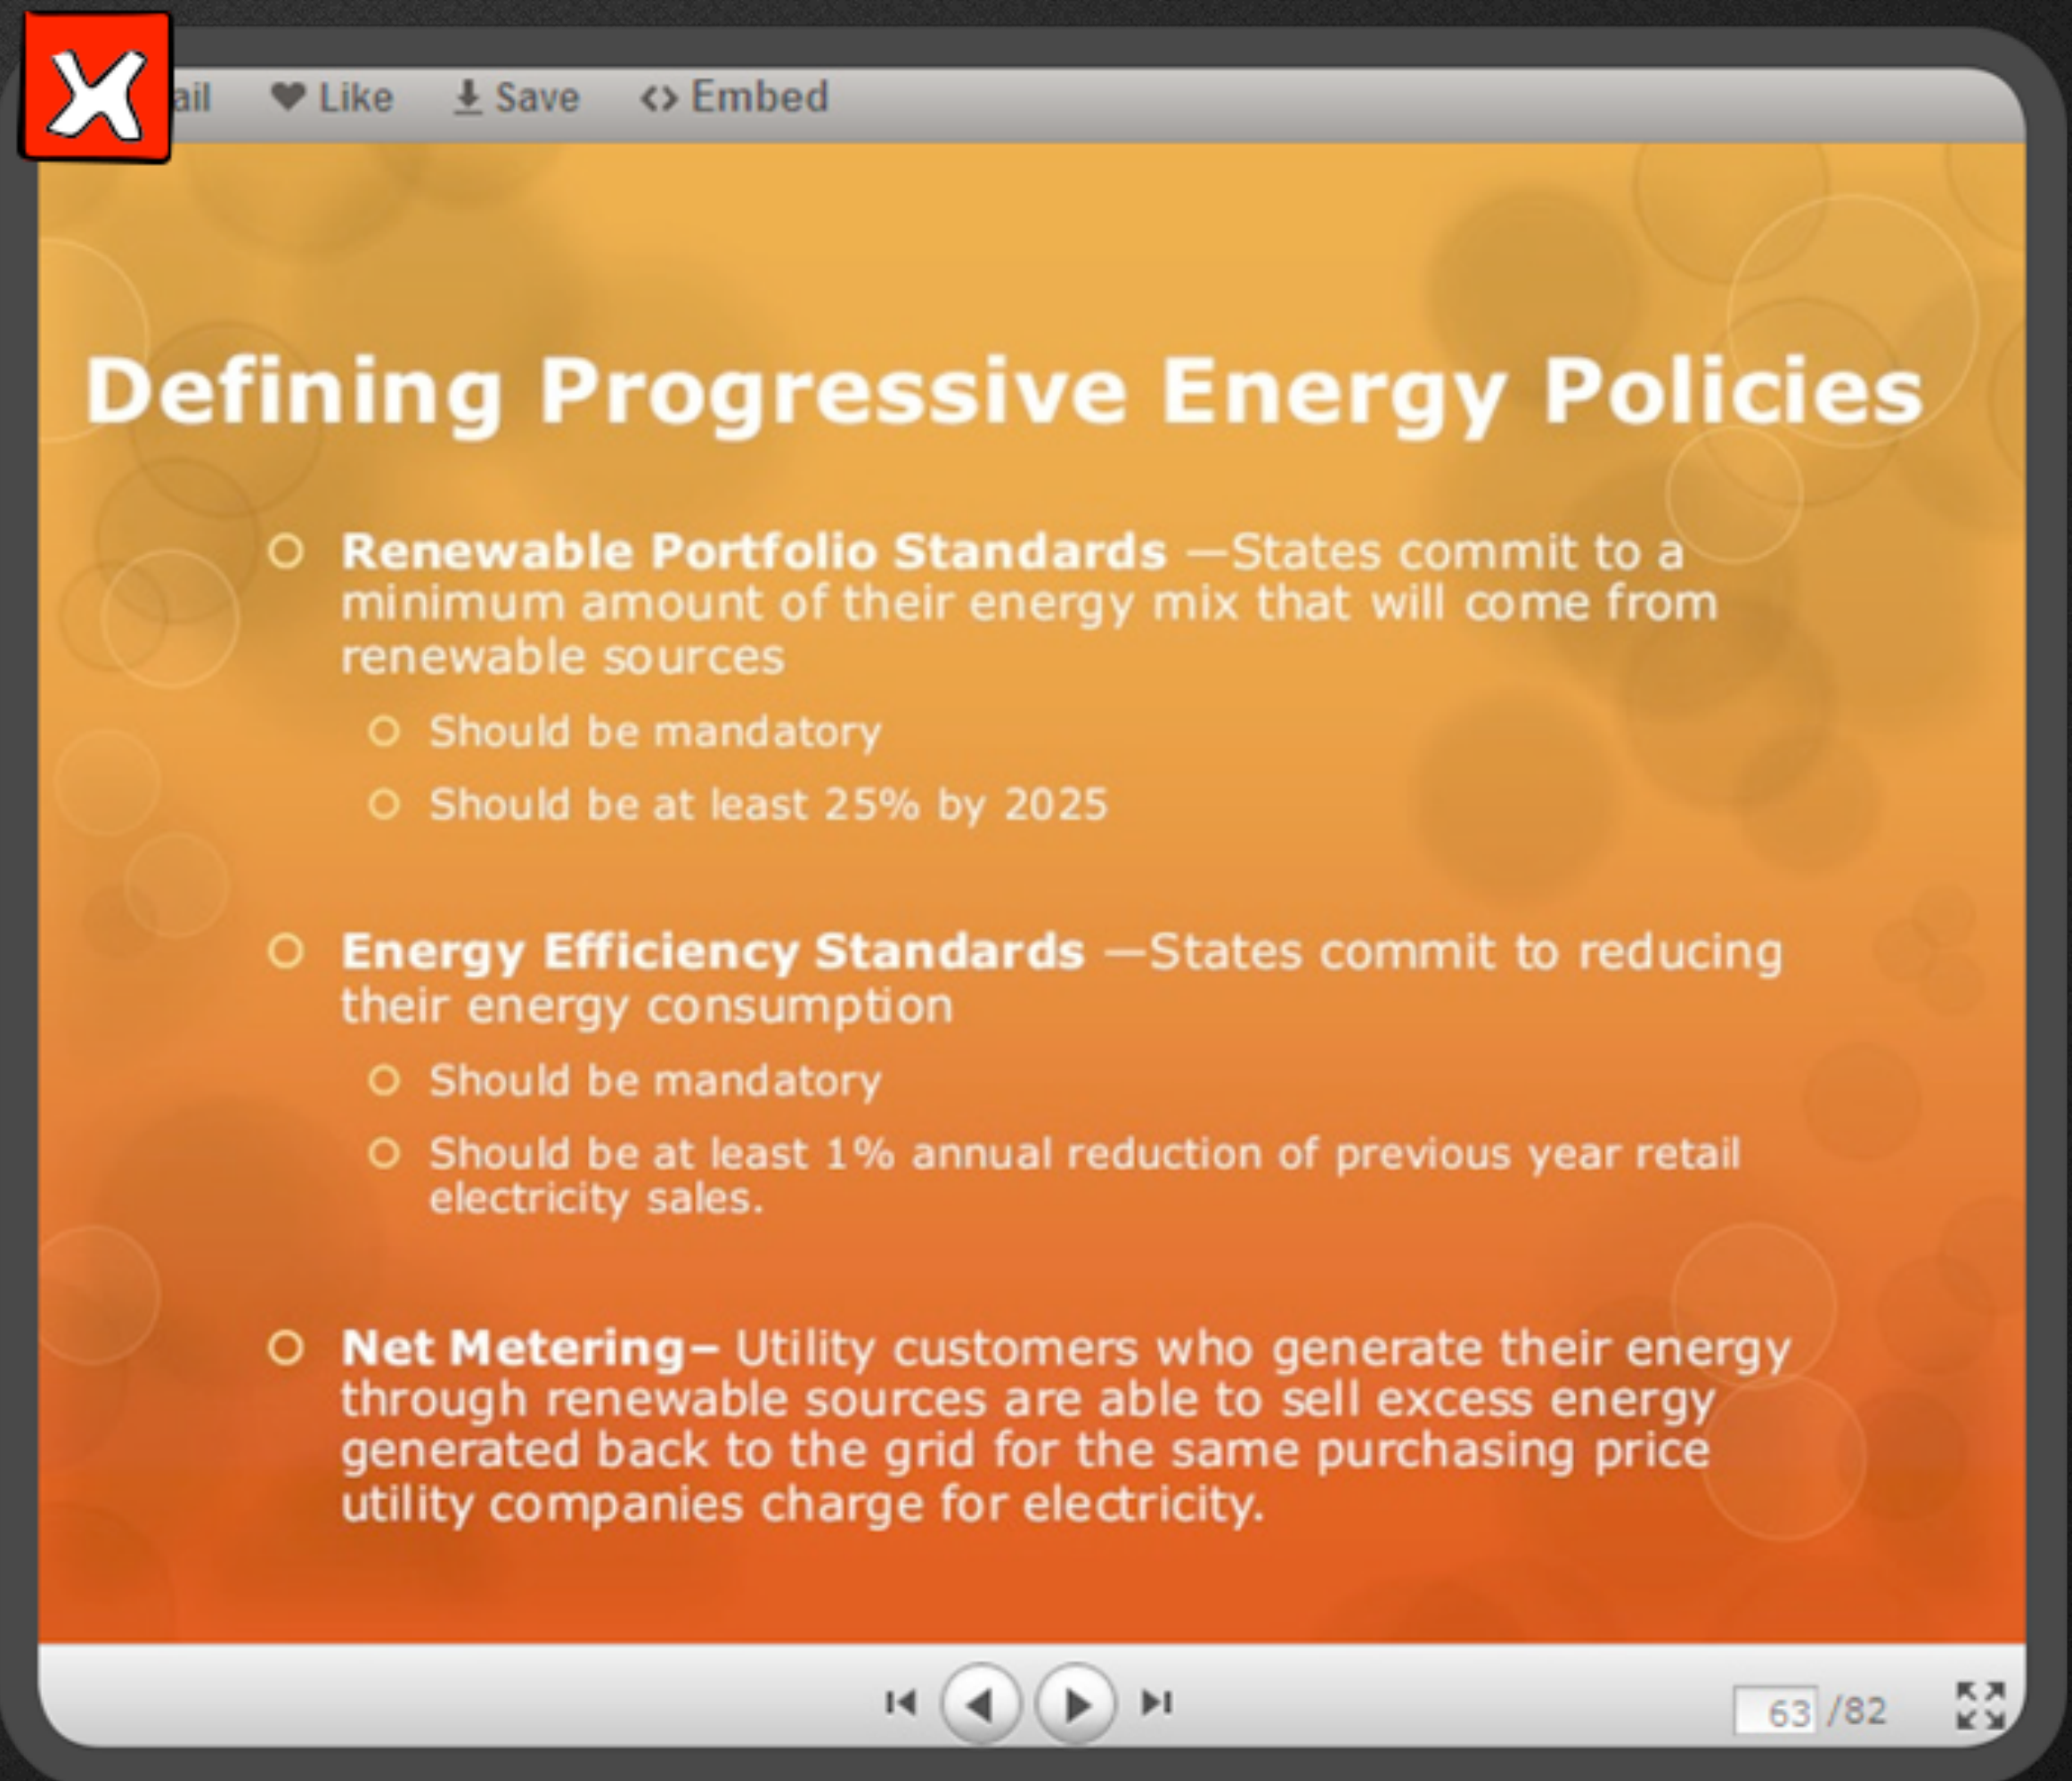 Like
Save
Embed
Defining Progressive Energy Policies
Renewable Portfolio Standards —States commit to a
minimum amount of their energy mix that will come from
renewable sources
Should be mandatory
Should be at least 25% by 2025
Energy Efficiency Standards —States commit to reducing
their energy consumption
Should be mandatory
Should be at least 1% annual reduction of previous year retail
electricity sales.
Net Metering– Utility customers who generate their energy
through renewable sources are able to sell excess energy
generated back to the grid for the same purchasing price
utility companies charge for electricity.
63 /82